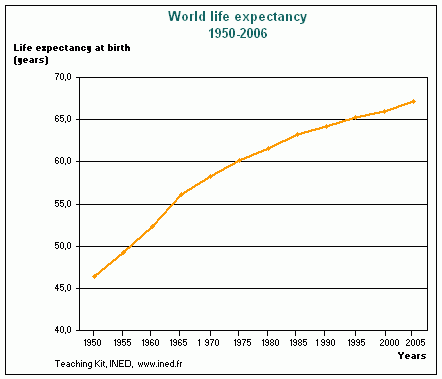 World life expectancy
1950-2006
Life expectancy at birth
(years)
70,0
65,0
60,0
55,0
50,0
45,0
40,0
1950 1955 1960 1965 1 970 1975 1980 1985 1990 1995 2000 2005
Years
Teaching Kit, INED, www.ined.fr